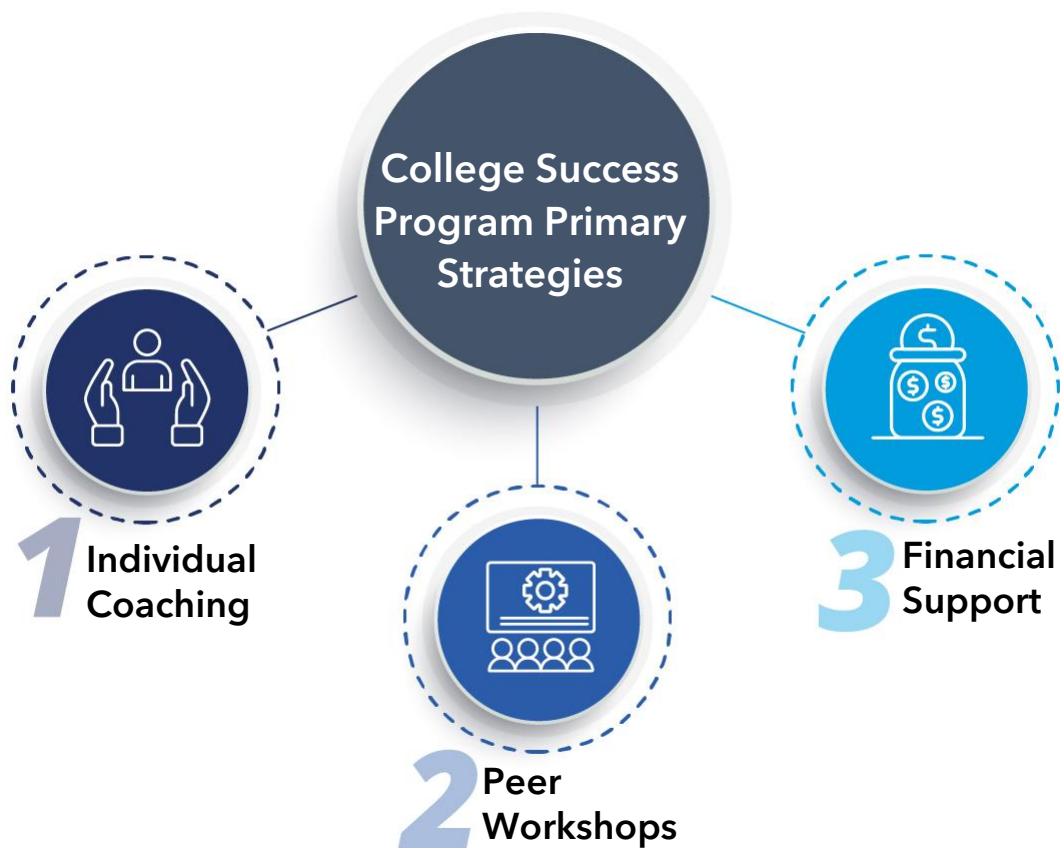 College Success
Program Primary
Strategies
1 Individual
Coaching
2 Peer
Workshops
3 Financial
Support
$
$
$
$